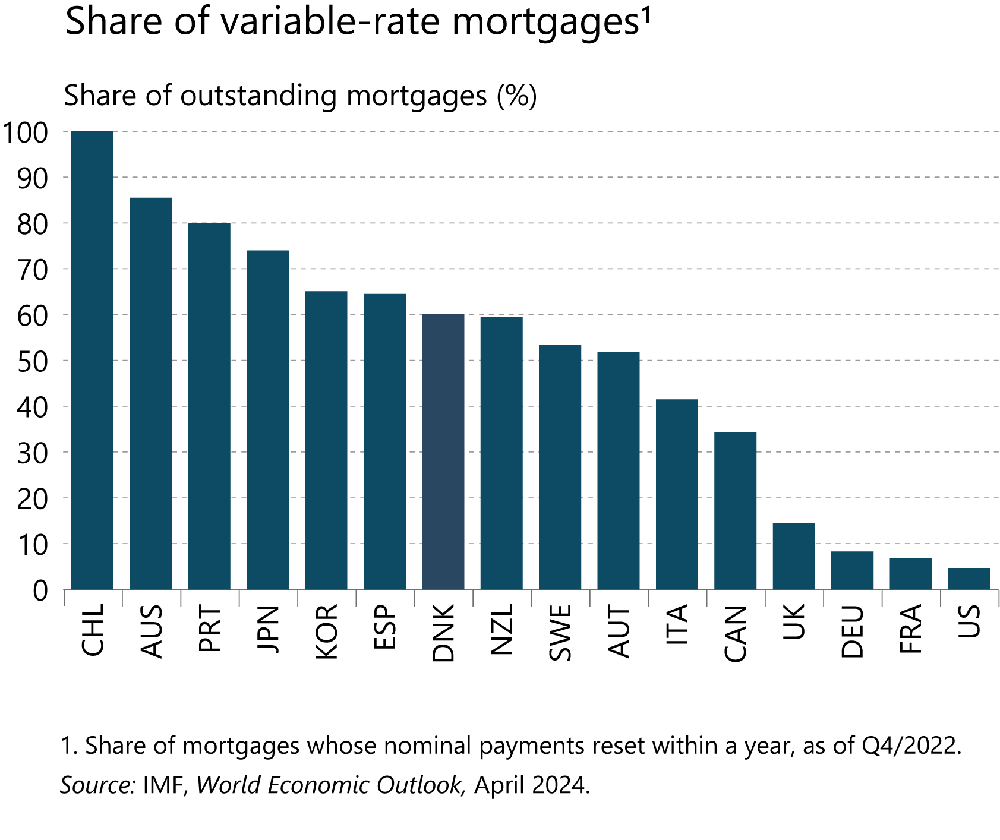 Share of variable-rate mortgages¹
Share of outstanding mortgages (%)
100
90
80
70
60
50
40
30
20
10
0
CHL
AUS
PRT
JPN
KOR
ESP
DNK
NZL
SWE
AUT
ITA
CAN
UK
DEU
FRA
US
1. Share of mortgages whose nominal payments reset within a year, as of Q4/2022.
Source: IMF, World Economic Outlook, April 2024.